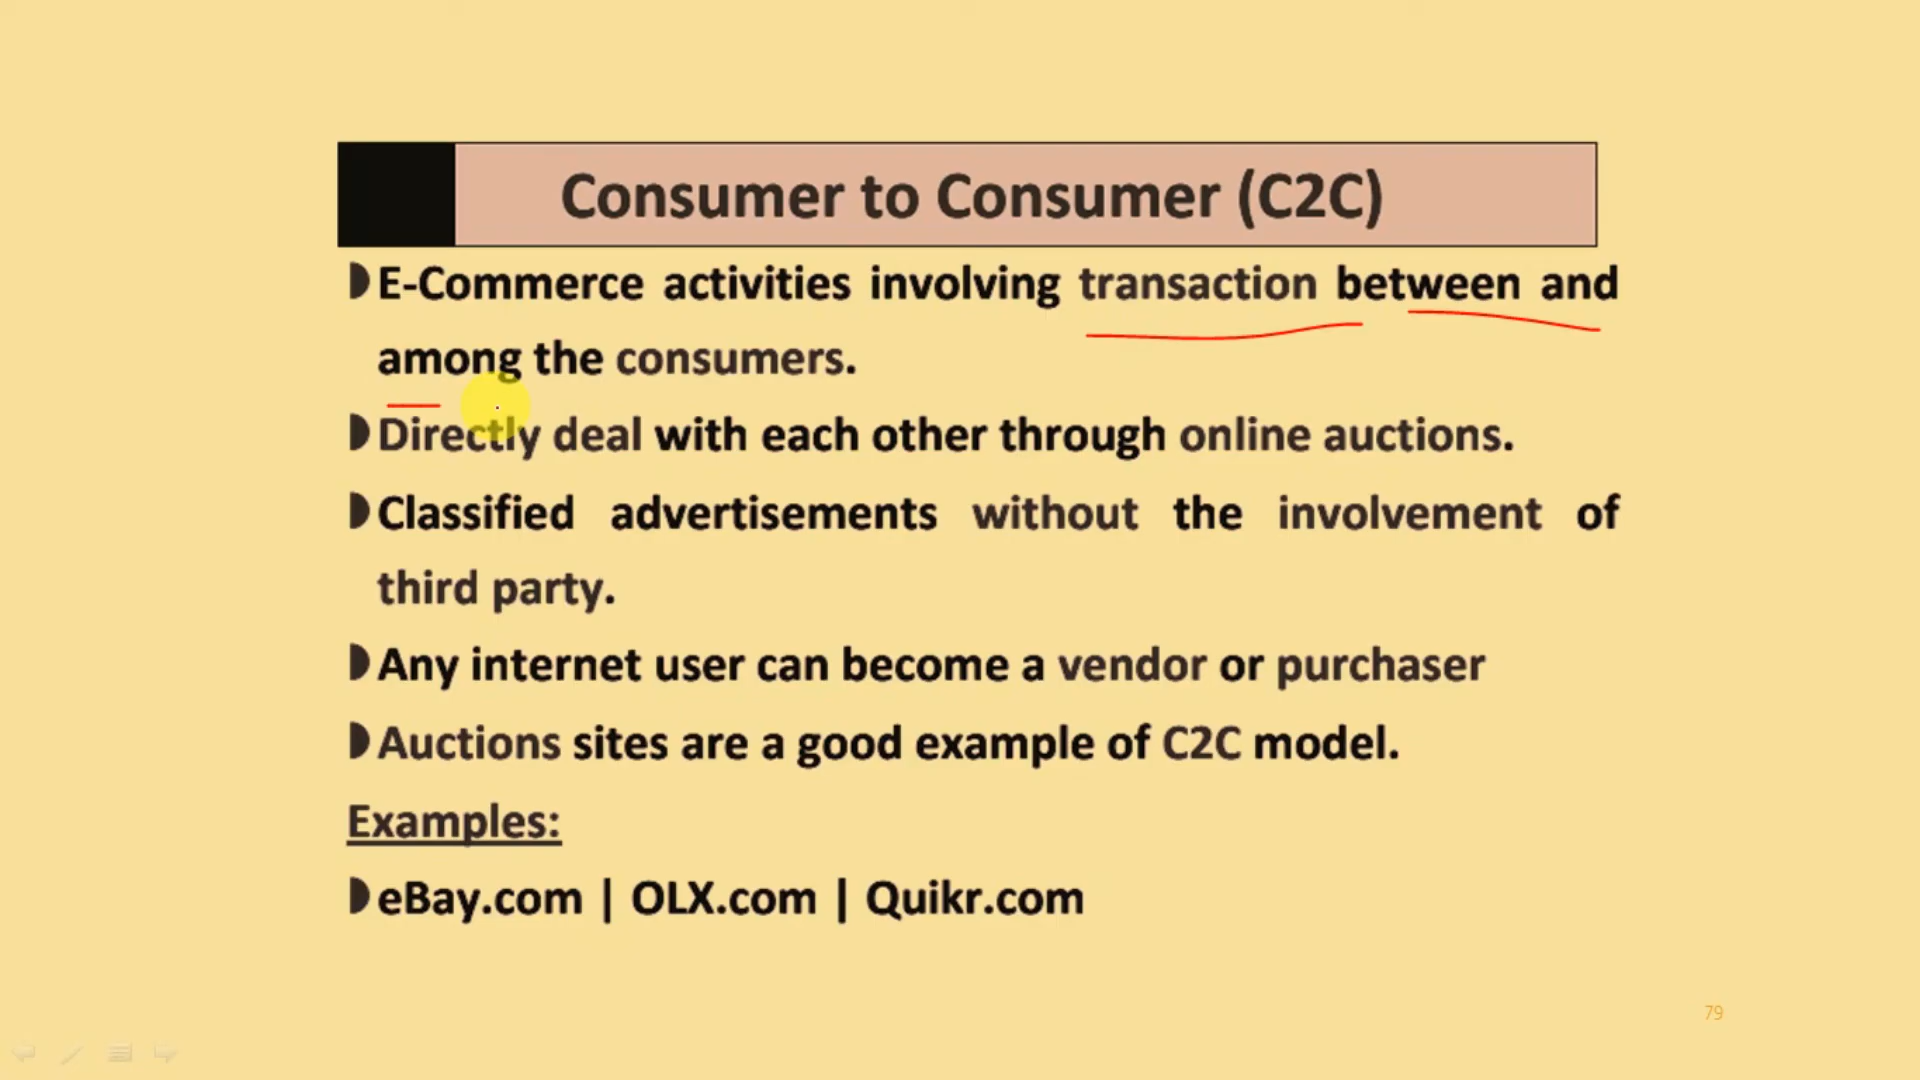 Consumer to Consumer (C2C)
E-Commerce activities involving transaction between and
among the consumers.
Directly deal with each other through online auctions.
Classified advertisements without the involvement of
third party.
Any internet user can become a vendor or purchaser
Auctions sites are a good example of C2C model.
Examples:
eBay.com | OLX.com | Quikr.com
79